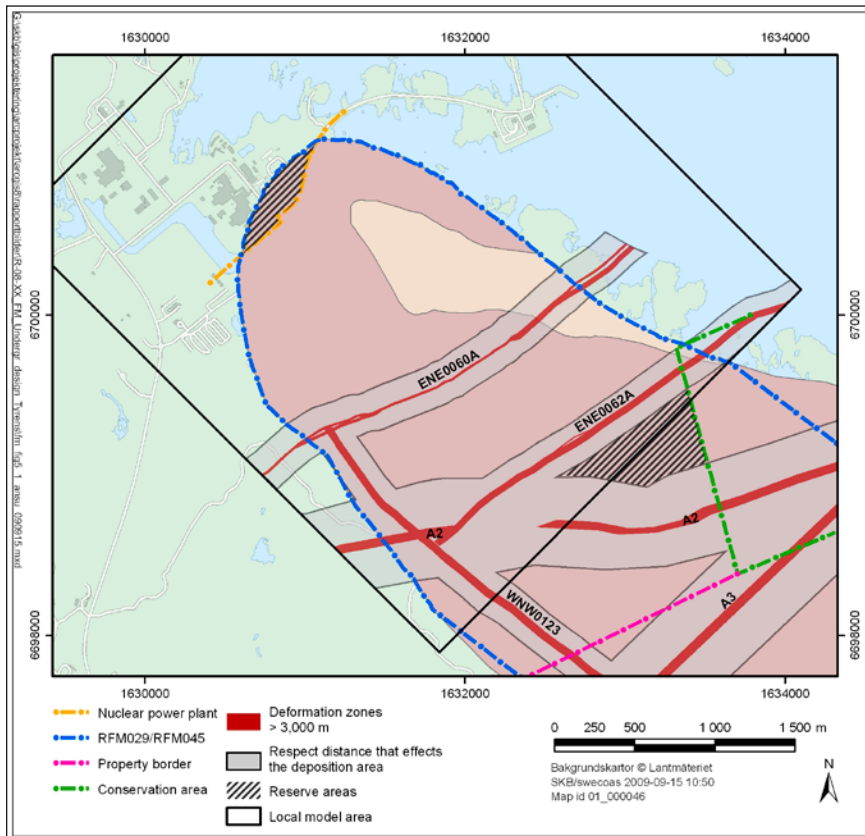 1630000
1632000
1634000
6700000
6700000
6698000
6698000
ENE0060A
ENE0062A
A2
A2
WNW0123
A3
1630000
1632000
1634000
Nuclear power plant
RFM029/RFM045
Property border
Conservation area
Deformation zones
> 3,000 m
Respect distance that effects
the deposition area
Reserve areas
Local model area
0 250 500 1 000 1 500 m
Bakgrundskartor © Lantmäteriet
SKB/swecoas 2009-09-15 10:50
Map id 01_000046
N